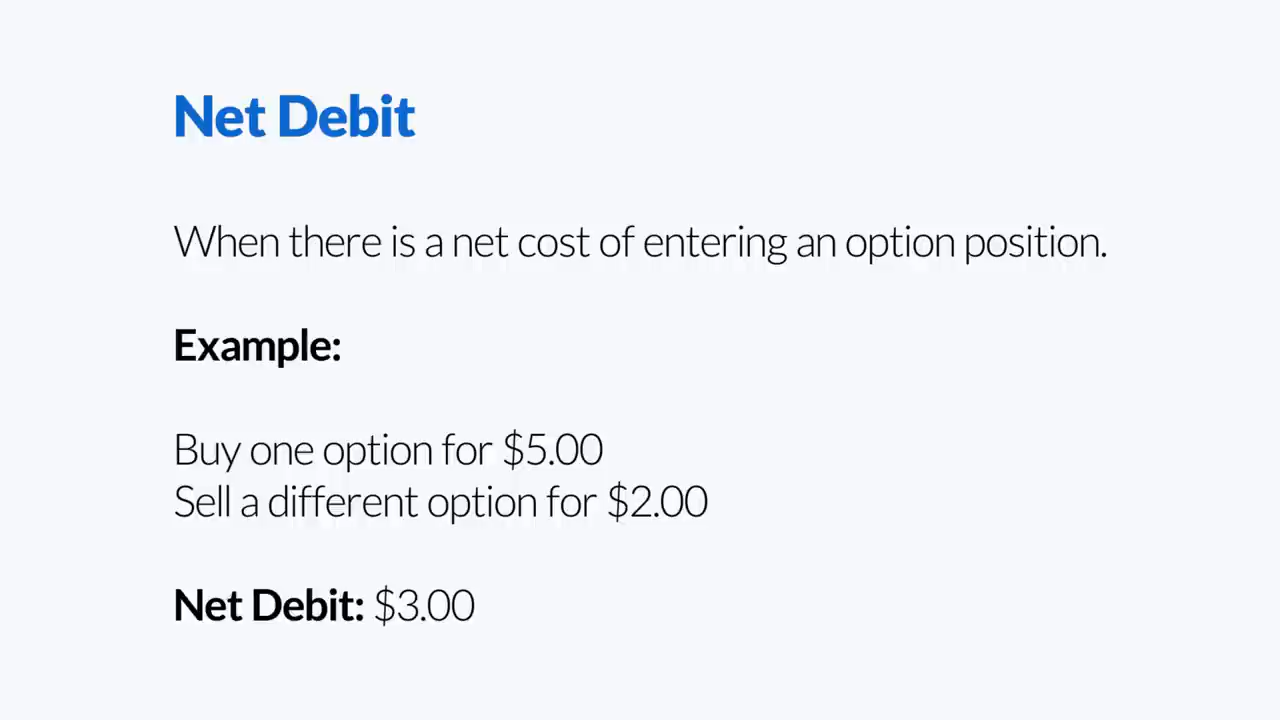 Net Debit
When there is a net cost of entering an option position.
Example:
Buy one option for $5.00
Sell a different option for $2.00
Net Debit: $3.00